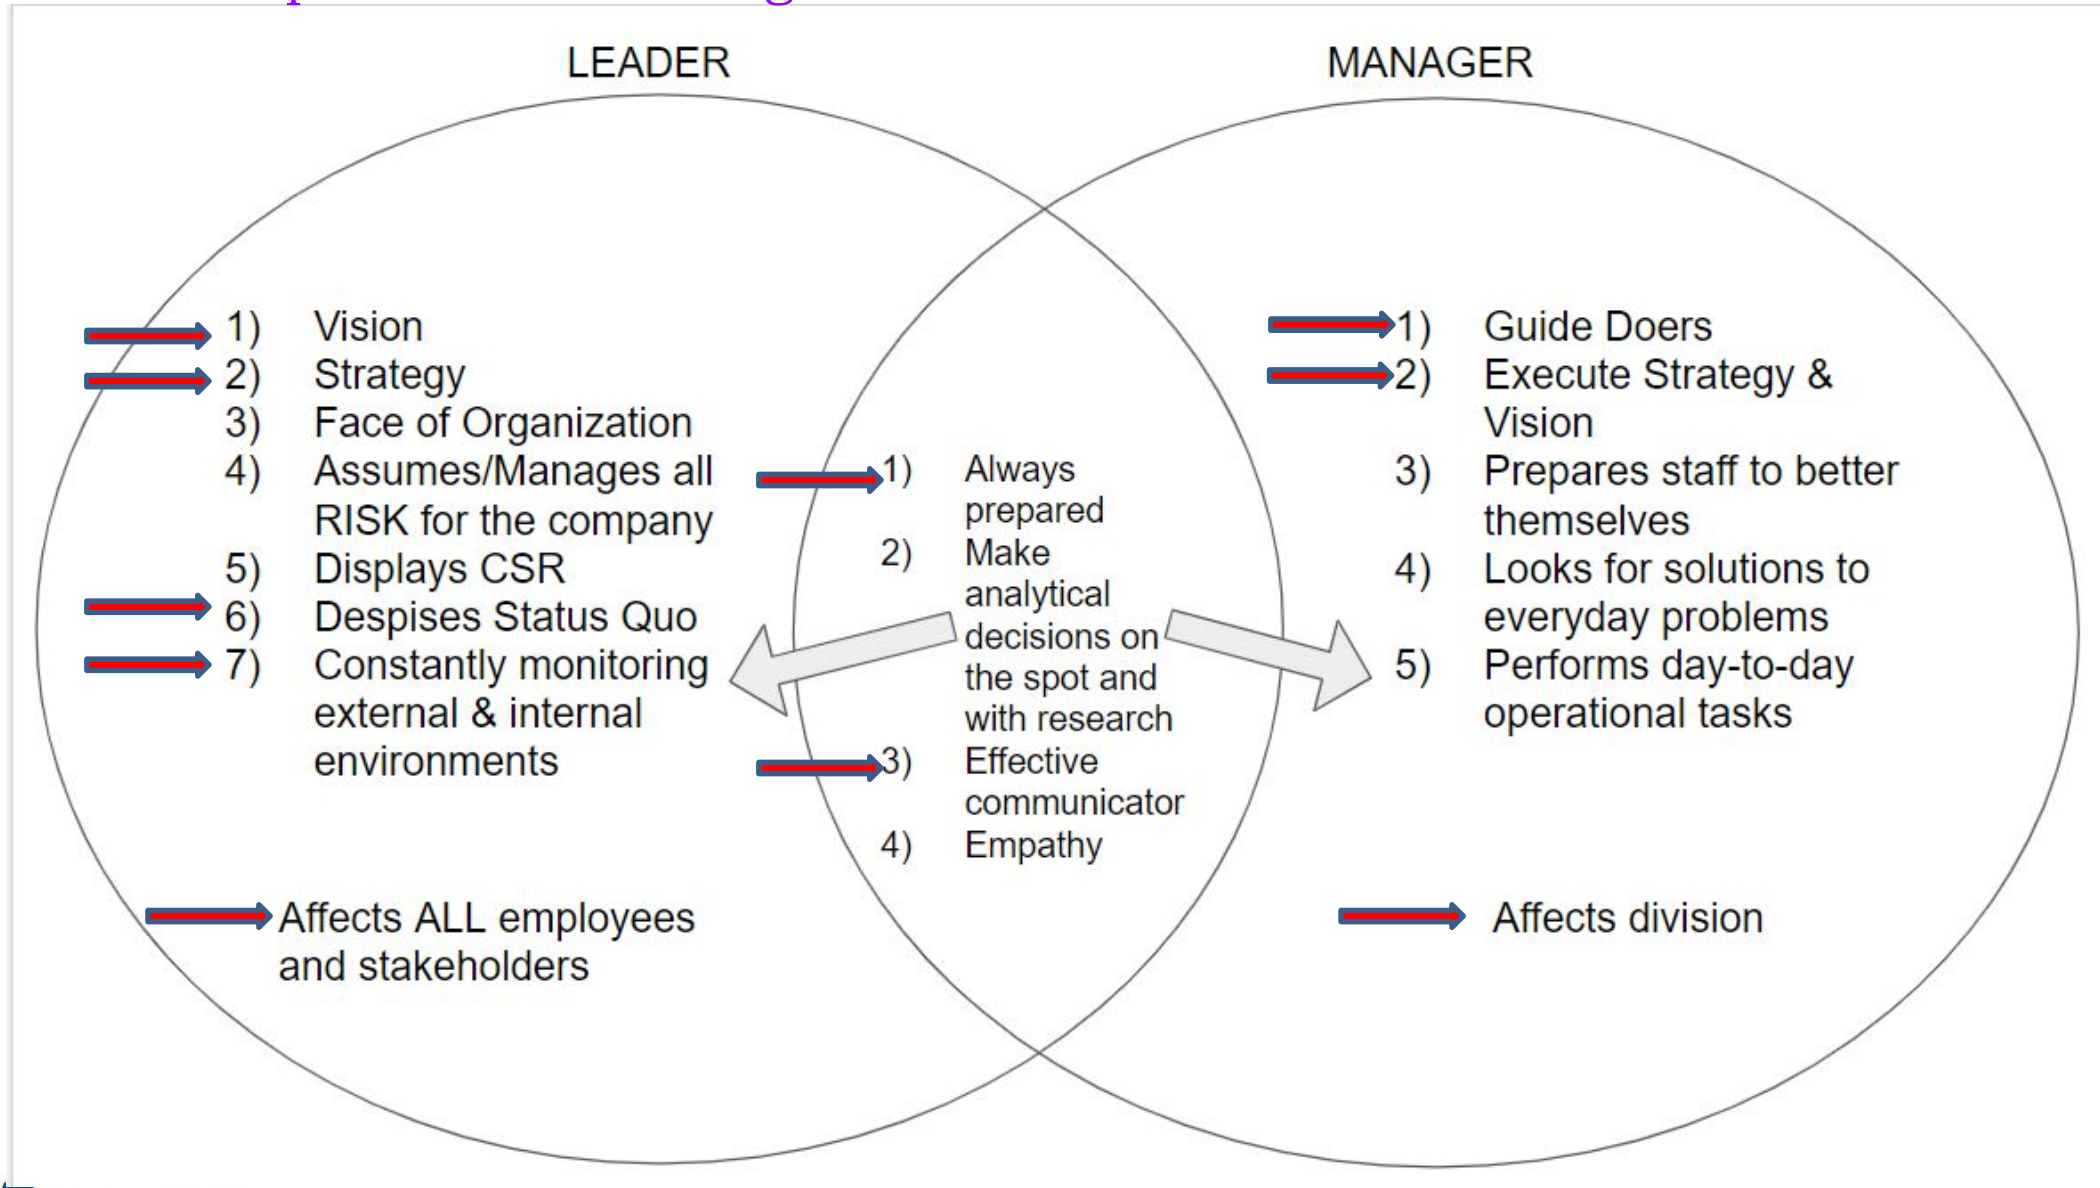 LEADER
MANAGER
1) Vision
2) Strategy
3) Face of Organization
4) Assumes/Manages all
RISK for the company
5) Displays CSR
6) Despises Status Quo
7) Constantly monitoring
external & internal
environments
Affects ALL employees
and stakeholders
1) Always
prepared
2) Make
analytical
decisions on
the spot and
with research
3) Effective
communicator
4) Empathy
1) Guide Doers
2) Execute Strategy &
Vision
3) Prepares staff to better
themselves
4) Looks for solutions to
everyday problems
5) Performs day-to-day
operational tasks
Affects division